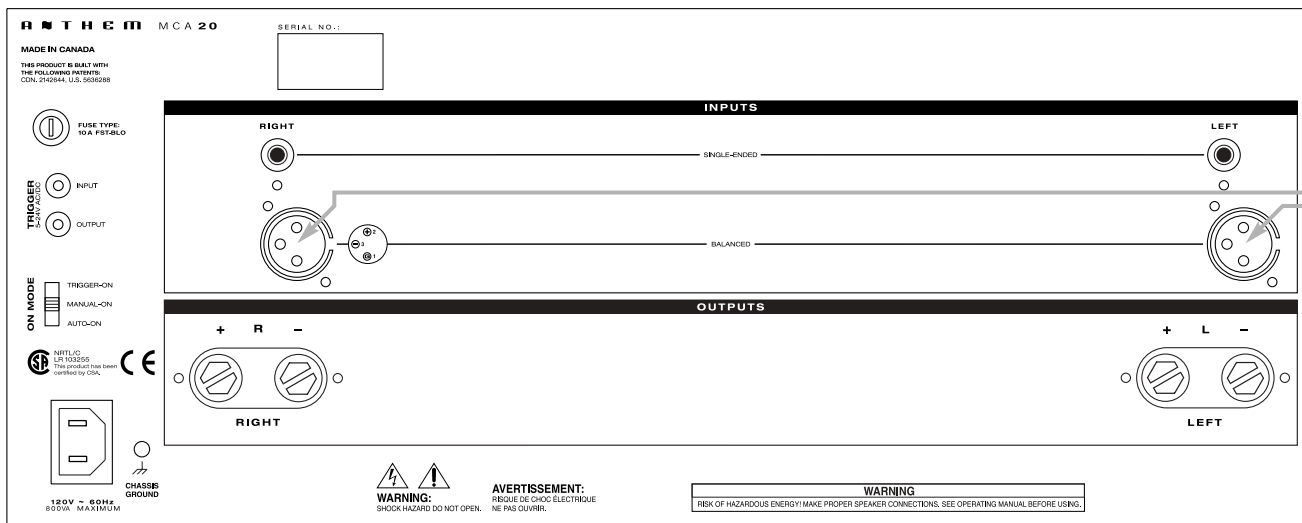 ANTHEM MCA 20
SERIAL NO.:
MADE IN CANADA
THIS PRODUCT IS BUILT WITH
THE FOLLOWING PATENTS:
CDN. 2142644, U.S. 5636288
FUSE TYPE:
10A FST-BLO
TRIGGER
5-24V AC/DC
INPUT
OUTPUT
ON MODE
TRIGGER-ON
MANUAL-ON
AUTO-ON
NRTL/C
LR 103255
This product has been
certified by CSA.
SA
CE
120V ~ 60Hz
800VA MAXIMUM
CHASSIS
GROUND
INPUTS
RIGHT
LEFT
SINGLE-ENDED
+ 2
- 3
G 1
BALANCED
OUTPUTS
+ R -
+ L -
RIGHT
LEFT
WARNING:
SHOCK HAZARD DO NOT OPEN.
AVERTISSEMENT:
RISQUE DE CHOC ÉLECTRIQUE
NE PAS OUVRIR.
WARNING
RISK OF HAZARDOUS ENERGY! MAKE PROPER SPEAKER CONNECTIONS. SEE OPERATING MANUAL BEFORE USING.